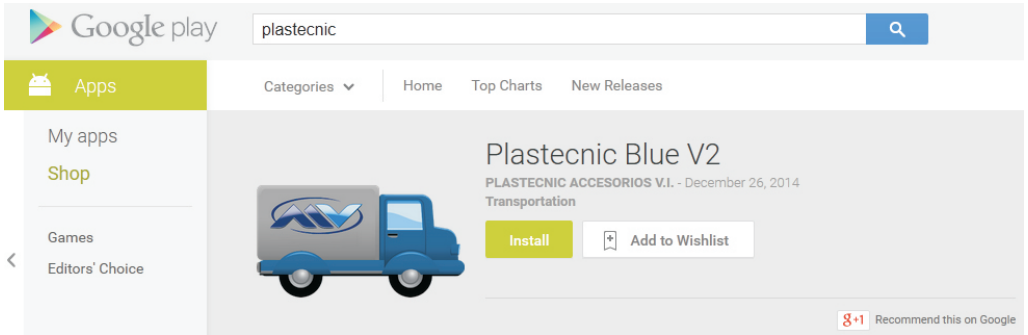 Google play
plastecnic
Apps
Categories Home Top Charts New Releases
My apps
Shop
Games
Editors' Choice
Plastecnic Blue V2
PLASTECNIC ACCESORIOS V.I. - December 26, 2014
Transportation
Install Add to Wishlist
g+1 Recommend this on Google